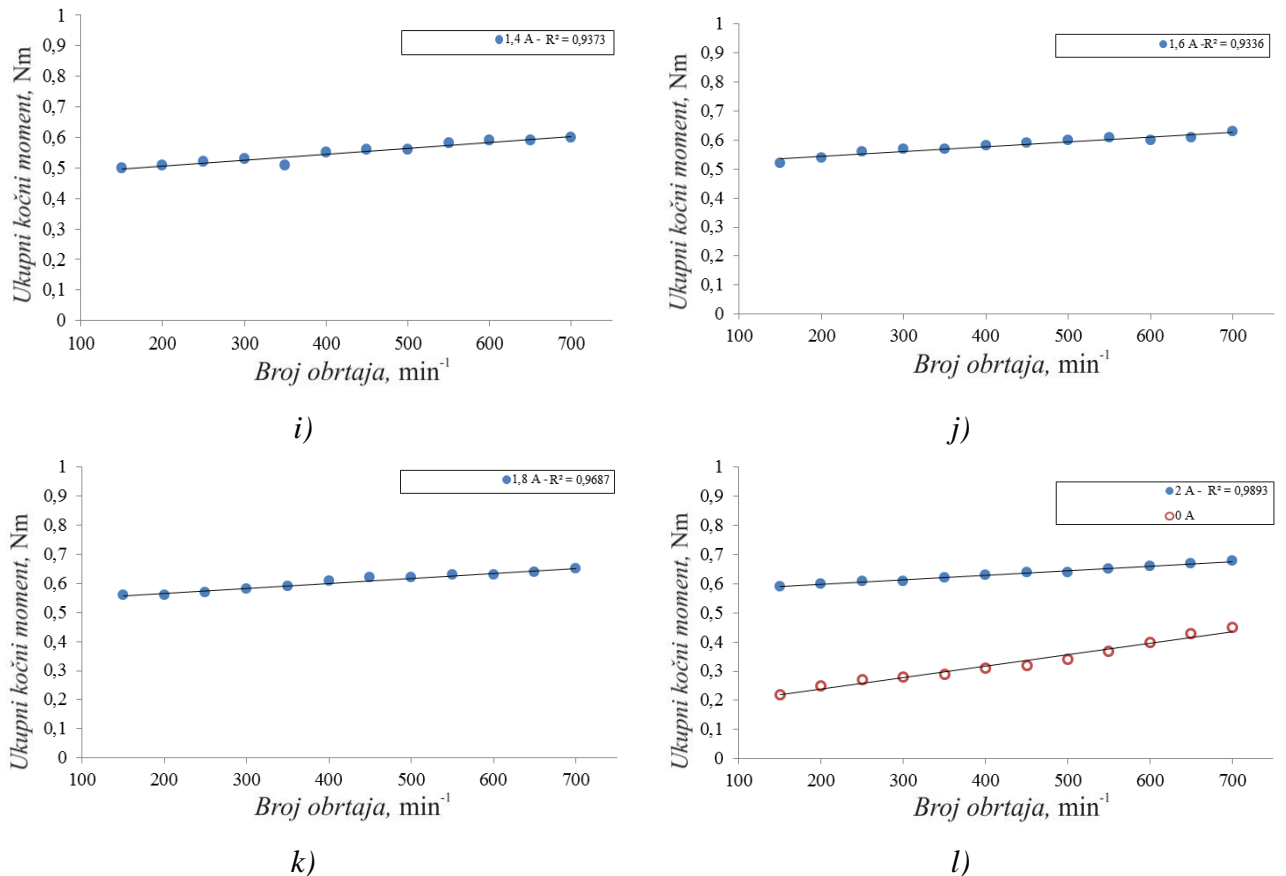 1,4 A - R² = 0,9373
Ukupni kočni moment, Nm
1
0,9
0,8
0,7
0,6
0,5
0,4
0,3
0,2
0,1
0
100 200 300 400 500 600 700
Broj obrtaja, min⁻¹
i)
1,6 A -R² = 0,9336
Ukupni kočni moment, Nm
1
0,9
0,8
0,7
0,6
0,5
0,4
0,3
0,2
0,1
0
100 200 300 400 500 600 700
Broj obrtaja, min⁻¹
j)
1,8 A - R² = 0,9687
Ukupni kočni moment, Nm
1
0,9
0,8
0,7
0,6
0,5
0,4
0,3
0,2
0,1
0
100 200 300 400 500 600 700
Broj obrtaja, min⁻¹
k)
2 A - R² = 0,9893
0 A
Ukupni kočni moment, Nm
1
0,9
0,8
0,7
0,6
0,5
0,4
0,3
0,2
0,1
0
100 200 300 400 500 600 700
Broj obrtaja, min⁻¹
l)